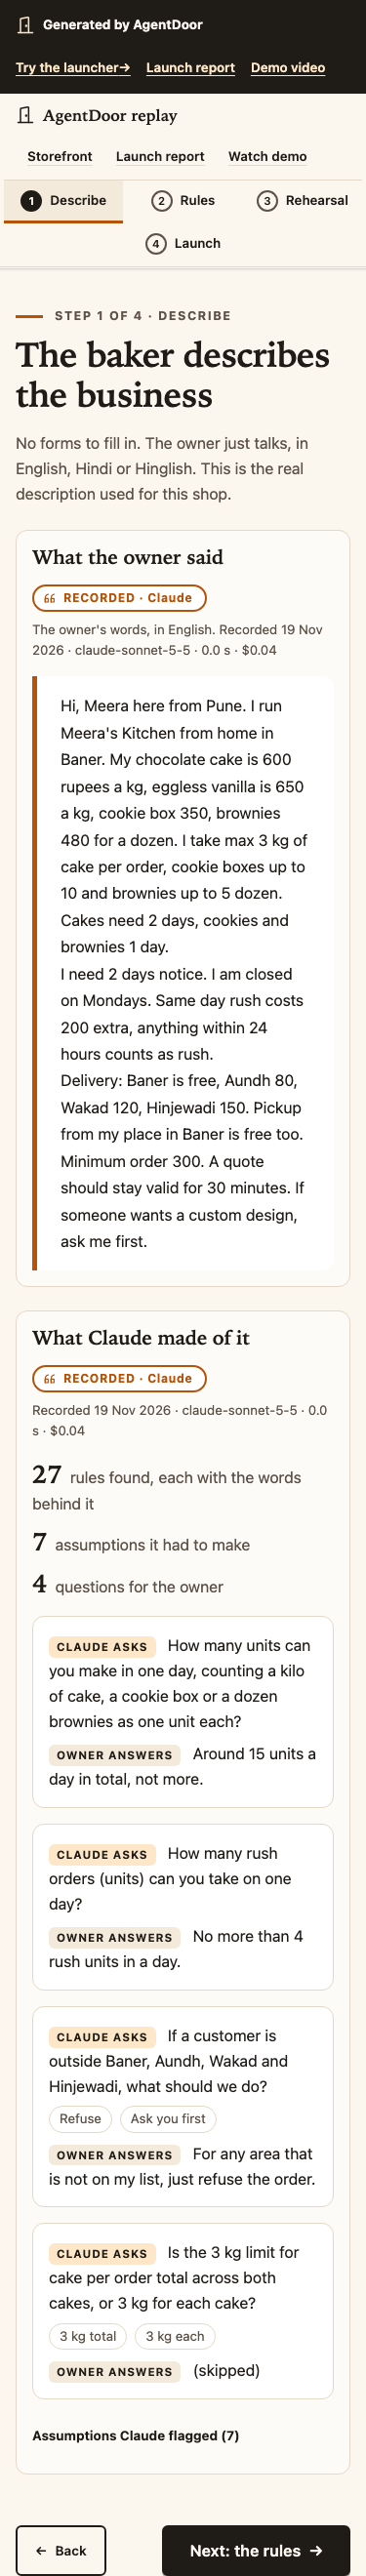 Generated by AgentDoor
Try the launcher→ Launch report Demo video
AgentDoor replay
Storefront Launch report Watch demo
1 Describe 2 Rules 3 Rehearsal
4 Launch
STEP 1 OF 4 · DESCRIBE
The baker describes
the business
No forms to fill in. The owner just talks, in
English, Hindi or Hinglish. This is the real
description used for this shop.
What the owner said
RECORDED · Claude
The owner's words, in English. Recorded 19 Nov
2026 · claude-sonnet-5-5 · 0.0 s · $0.04
Hi, Meera here from Pune. I run
Meera's Kitchen from home in
Baner. My chocolate cake is 600
rupees a kg, eggless vanilla is 650
a kg, cookie box 350, brownies
480 for a dozen. I take max 3 kg of
cake per order, cookie boxes up to
10 and brownies up to 5 dozen.
Cakes need 2 days, cookies and
brownies 1 day.
I need 2 days notice. I am closed
on Mondays. Same day rush costs
200 extra, anything within 24
hours counts as rush.
Delivery: Baner is free, Aundh 80,
Wakad 120, Hinjewadi 150. Pickup
from my place in Baner is free too.
Minimum order 300. A quote
should stay valid for 30 minutes. If
someone wants a custom design,
ask me first.
What Claude made of it
RECORDED · Claude
Recorded 19 Nov 2026 · claude-sonnet-5-5 · 0.0
s · $0.04
27 rules found, each with the words
behind it
7 assumptions it had to make
4 questions for the owner
CLAUDE ASKS How many units can
you make in one day, counting a kilo
of cake, a cookie box or a dozen
brownies as one unit each?
OWNER ANSWERS Around 15 units a
day in total, not more.
CLAUDE ASKS How many rush
orders (units) can you take on one
day?
OWNER ANSWERS No more than 4
rush units in a day.
CLAUDE ASKS If a customer is
outside Baner, Aundh, Wakad and
Hinjewadi, what should we do?
Refuse Ask you first
OWNER ANSWERS For any area that
is not on my list, just refuse the order.
CLAUDE ASKS Is the 3 kg limit for
cake per order total across both
cakes, or 3 kg for each cake?
3 kg total 3 kg each
OWNER ANSWERS (skipped)
Assumptions Claude flagged (7)
← Back Next: the rules →